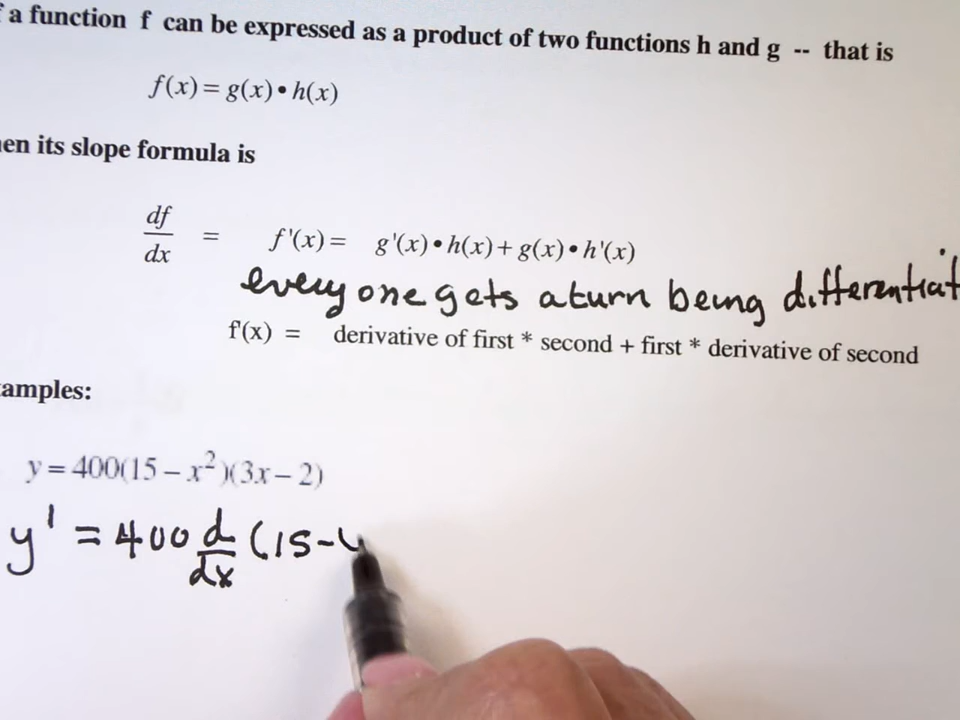 a function f can be expressed as a product of two functions h and g -- that is
f(x) = g(x) • h(x)
en its slope formula is
df/dx = f'(x) = g'(x) • h(x) + g(x) • h'(x)
everyone gets a turn being differentiat
f'(x) = derivative of first * second + first * derivative of second
amples:
y = 400(15 − x²)(3x − 2)
y' = 400 d/dx (15 −